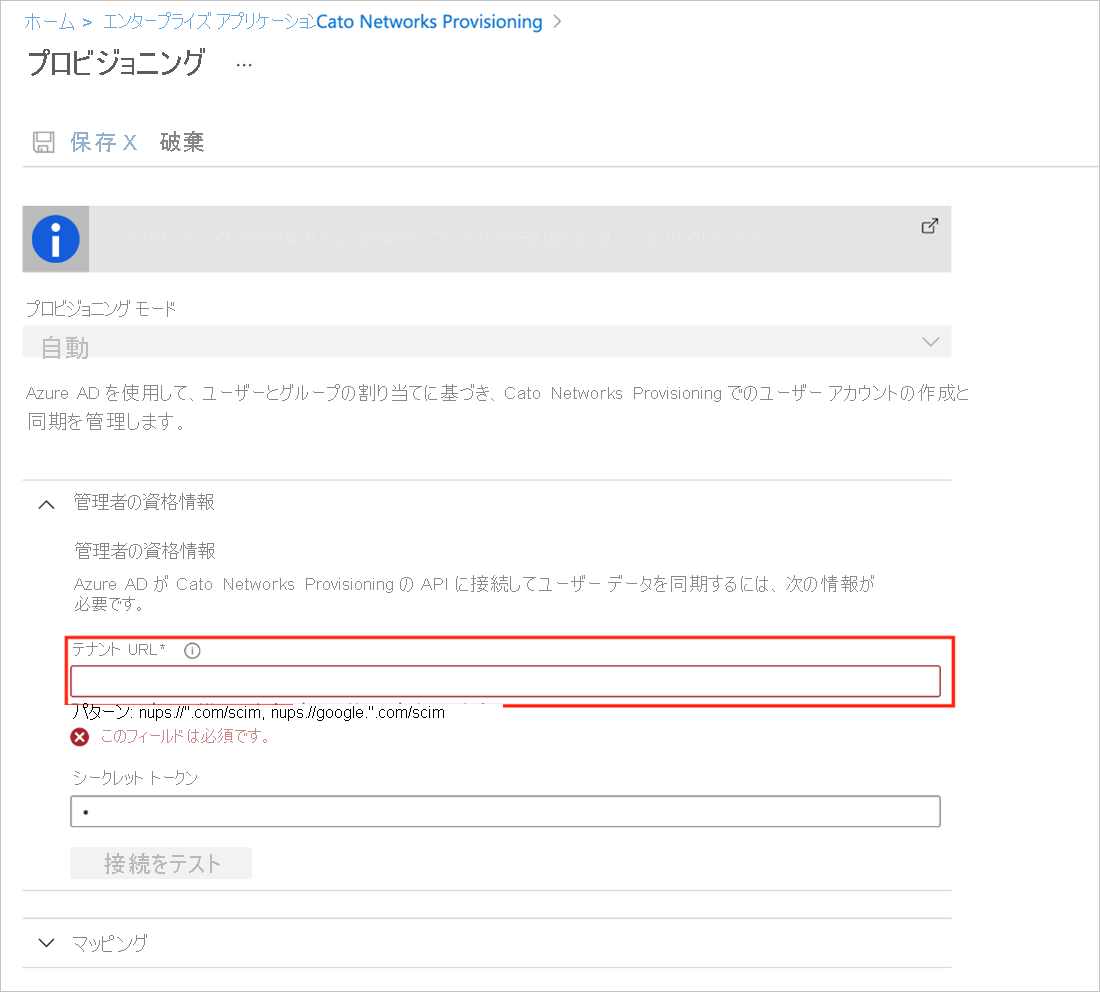 ホーム > エンタープライズ アプリケーションCato Networks Provisioning >
プロビジョニング ...
保存 X 破棄
プロビジョニング モード
自動
Azure AD を使用して、ユーザーとグループの割り当てに基づき、Cato Networks Provisioning でのユーザー アカウントの作成と
同期を管理します。
管理者の資格情報
管理者の資格情報
Azure AD が Cato Networks Provisioning の API に接続してユーザー データを同期するには、次の情報が
必要です。
テナント URL*
パターン: nups://".com/scim, nups://google.".com/scim
このフィールドは必須です。
シークレット トークン
•
接続をテスト
マッピング